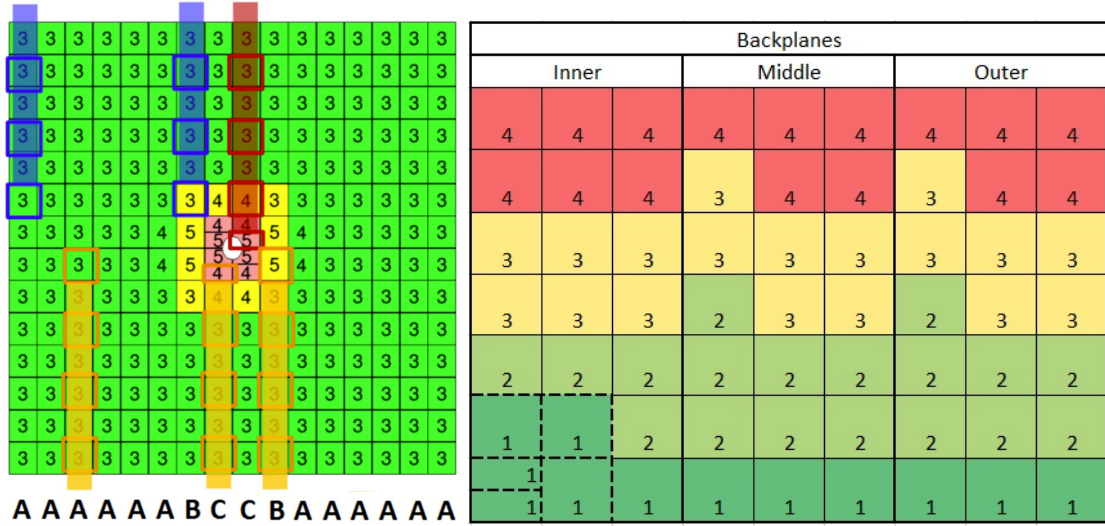 3 3 3 3 3 3 3 3 3 3 3 3 3 3 3 3
3 3 3 3 3 3 3 3 3 3 3 3 3 3 3 3
3 3 3 3 3 3 3 3 3 3 3 3 3 3 3 3
3 3 3 3 3 3 3 3 3 3 3 3 3 3 3 3
3 3 3 3 3 3 3 3 3 3 3 3 3 3 3 3
3 3 3 3 3 3 3 4 4 3 3 3 3 3 3 3
4 4
3 3 3 3 3 4 5 5 4 3 3 3 3 3
5 5
5 5
3 3 3 3 3 4 5 5 4 3 3 3 3 3
4 4
3 3 3 3 3 3 3 4 4 3 3 3 3 3 3 3
3 3 3 3 3 3 3 3 3 3 3 3 3 3 3 3
3 3 3 3 3 3 3 3 3 3 3 3 3 3 3 3
3 3 3 3 3 3 3 3 3 3 3 3 3 3 3 3
3 3 3 3 3 3 3 3 3 3 3 3 3 3 3 3
3 3 3 3 3 3 3 3 3 3 3 3 3 3 3 3
A A A A A A B C C B A A A A A A
Backplanes
Inner Middle Outer
4 4 4 4 4 4 4 4 4
4 4 4 3 4 4 3 4 4
3 3 3 3 3 3 3 3 3
3 3 3 2 3 3 2 3 3
2 2 2 2 2 2 2 2 2
1 1 2 2 2 2 2 2 2
1
1 1 1 1 1 1 1 1 1